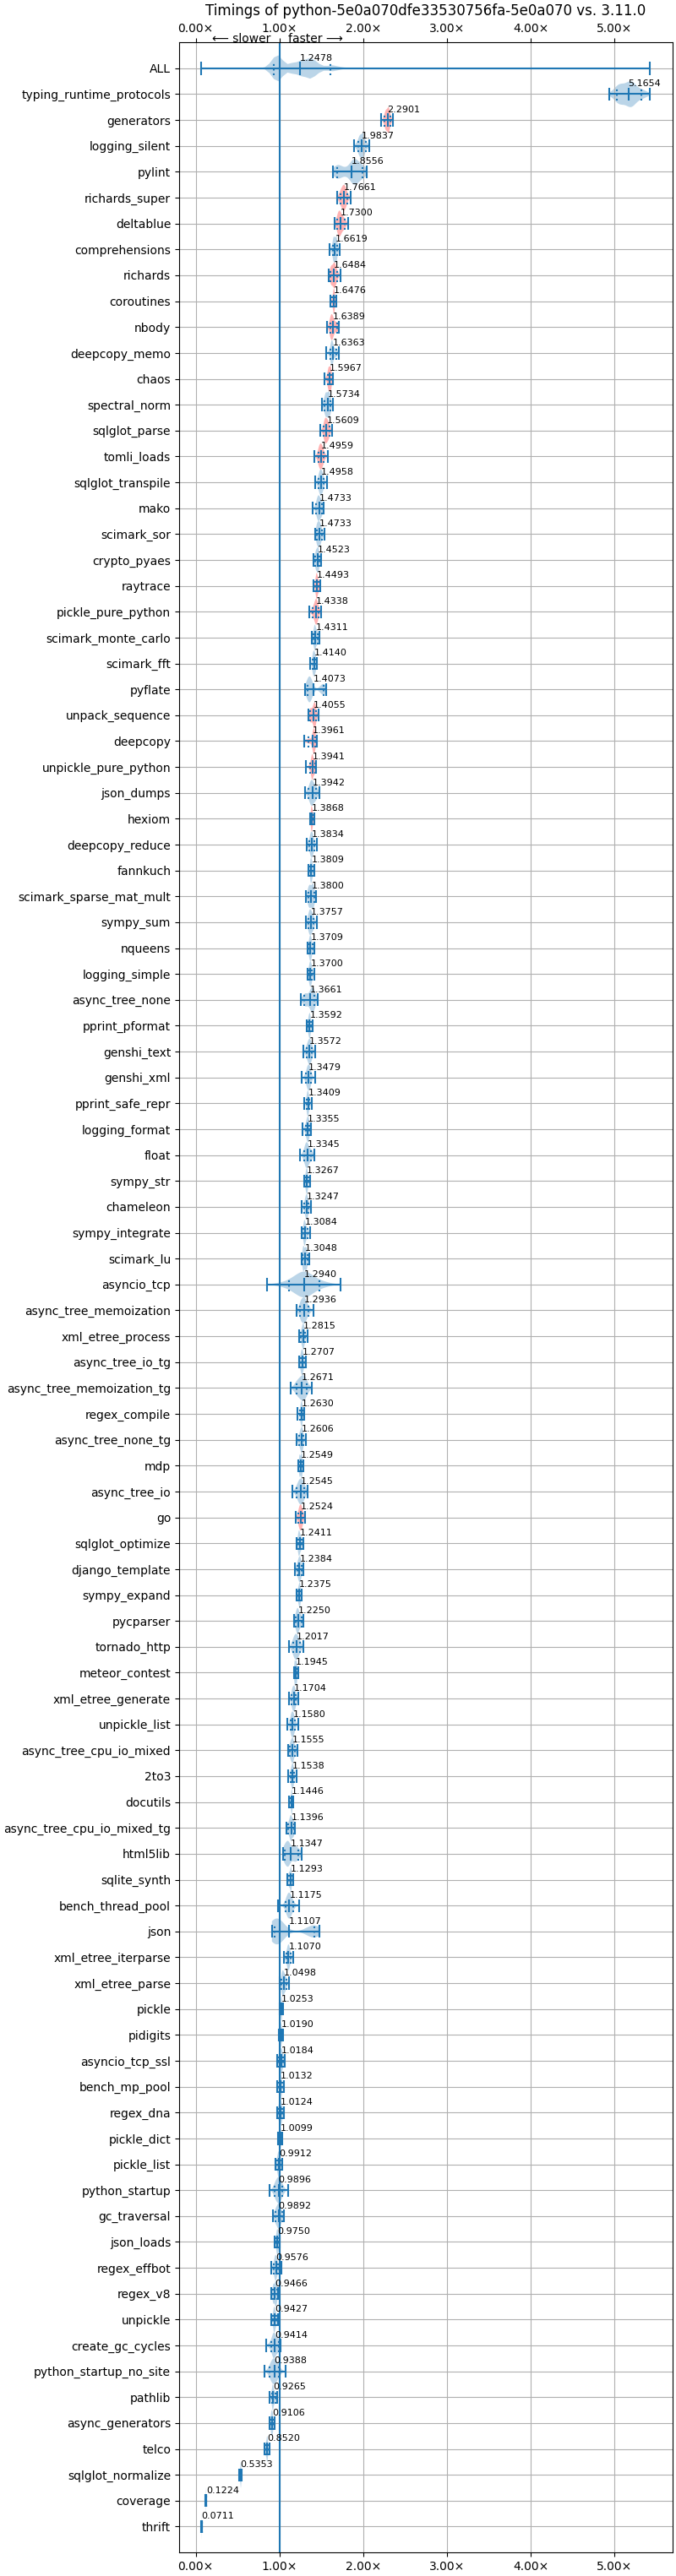 Timings of python-5e0a070dfe33530756fa-5e0a070 vs. 3.11.0
0.00× 1.00× 2.00× 3.00× 4.00× 5.00×
⟵ slower faster ⟶
ALL 1.2478
typing_runtime_protocols 5.1654
generators 2.2901
logging_silent 1.9837
pylint 1.8556
richards_super 1.7661
deltablue 1.7300
comprehensions 1.6619
richards 1.6484
coroutines 1.6476
nbody 1.6389
deepcopy_memo 1.6363
chaos 1.5967
spectral_norm 1.5734
sqlglot_parse 1.5609
tomli_loads 1.4959
sqlglot_transpile 1.4958
mako 1.4733
scimark_sor 1.4733
crypto_pyaes 1.4523
raytrace 1.4493
pickle_pure_python 1.4338
scimark_monte_carlo 1.4311
scimark_fft 1.4140
pyflate 1.4073
unpack_sequence 1.4055
deepcopy 1.3961
unpickle_pure_python 1.3941
json_dumps 1.3942
hexiom 1.3868
deepcopy_reduce 1.3834
fannkuch 1.3809
scimark_sparse_mat_mult 1.3800
sympy_sum 1.3757
nqueens 1.3709
logging_simple 1.3700
async_tree_none 1.3661
pprint_pformat 1.3592
genshi_text 1.3572
genshi_xml 1.3479
pprint_safe_repr 1.3409
logging_format 1.3355
float 1.3345
sympy_str 1.3267
chameleon 1.3247
sympy_integrate 1.3084
scimark_lu 1.3048
asyncio_tcp 1.2940
async_tree_memoization 1.2936
xml_etree_process 1.2815
async_tree_io_tg 1.2707
async_tree_memoization_tg 1.2671
regex_compile 1.2630
async_tree_none_tg 1.2606
mdp 1.2549
async_tree_io 1.2545
go 1.2524
sqlglot_optimize 1.2411
django_template 1.2384
sympy_expand 1.2375
pycparser 1.2250
tornado_http 1.2017
meteor_contest 1.1945
xml_etree_generate 1.1704
unpickle_list 1.1580
async_tree_cpu_io_mixed 1.1555
2to3 1.1538
docutils 1.1446
async_tree_cpu_io_mixed_tg 1.1396
html5lib 1.1347
sqlite_synth 1.1293
bench_thread_pool 1.1175
json 1.1107
xml_etree_iterparse 1.1070
xml_etree_parse 1.0498
pickle 1.0253
pidigits 1.0190
asyncio_tcp_ssl 1.0184
bench_mp_pool 1.0132
regex_dna 1.0124
pickle_dict 1.0099
pickle_list 0.9912
python_startup 0.9896
gc_traversal 0.9892
json_loads 0.9750
regex_effbot 0.9576
regex_v8 0.9466
unpickle 0.9427
create_gc_cycles 0.9414
python_startup_no_site 0.9388
pathlib 0.9265
async_generators 0.9106
telco 0.8520
sqlglot_normalize 0.5353
coverage 0.1224
thrift 0.0711
0.00× 1.00× 2.00× 3.00× 4.00× 5.00×